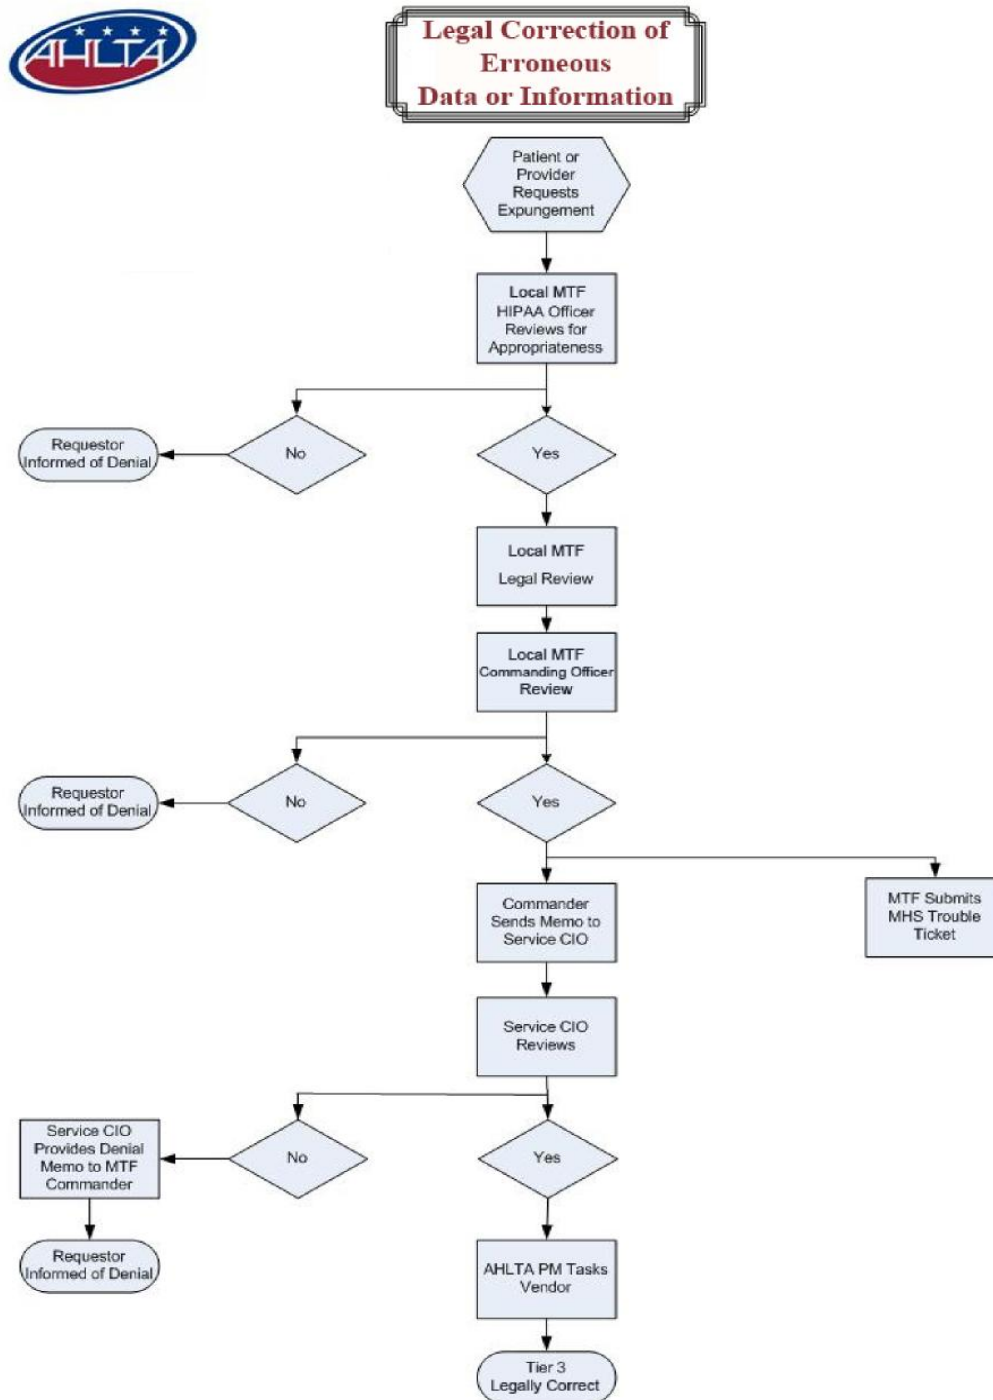 AHLTA
Legal Correction of
Erroneous
Data or Information
Patient or
Provider
Requests
Expungement
Local MTF
HIPAA Officer
Reviews for
Appropriateness
Requestor
Informed of Denial
No
Yes
Local MTF
Legal Review
Local MTF
Commanding Officer
Review
Requestor
Informed of Denial
No
Yes
Commander
Sends Memo to
Service CIO
MTF Submits
MHS Trouble
Ticket
Service CIO
Reviews
Service CIO
Provides Denial
Memo to MTF
Commander
No
Yes
Requestor
Informed of Denial
AHLTA PM Tasks
Vendor
Tier 3
Legally Correct